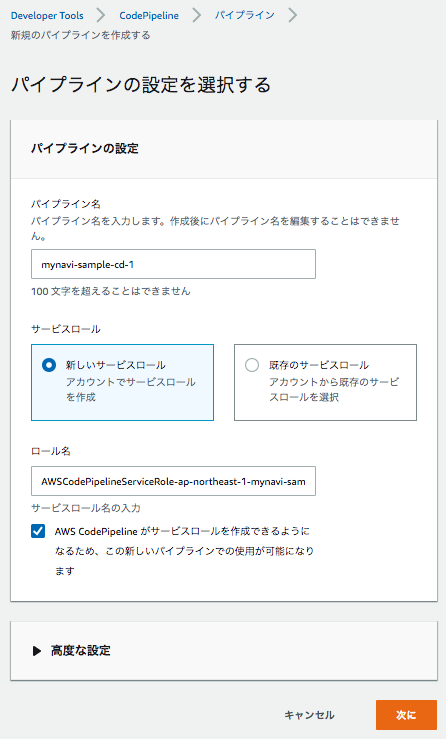 Developer Tools > CodePipeline > パイプライン >
新規のパイプラインを作成する
パイプラインの設定を選択する
パイプラインの設定
パイプライン名
パイプライン名を入力します。作成後にパイプライン名を編集することはできませ
ん。
mynavi-sample-cd-1
100 文字を超えることはできません
サービスロール
新しいサービスロール
アカウントでサービスロール
を作成
既存のサービスロール
アカウントから既存のサービ
スロールを選択
ロール名
AWSCodePipelineServiceRole-ap-northeast-1-mynavi-sam
サービスロール名の入力
AWS CodePipeline がサービスロールを作成できるように
なるため、この新しいパイプラインでの使用が可能になり
ます
高度な設定
キャンセル
次に